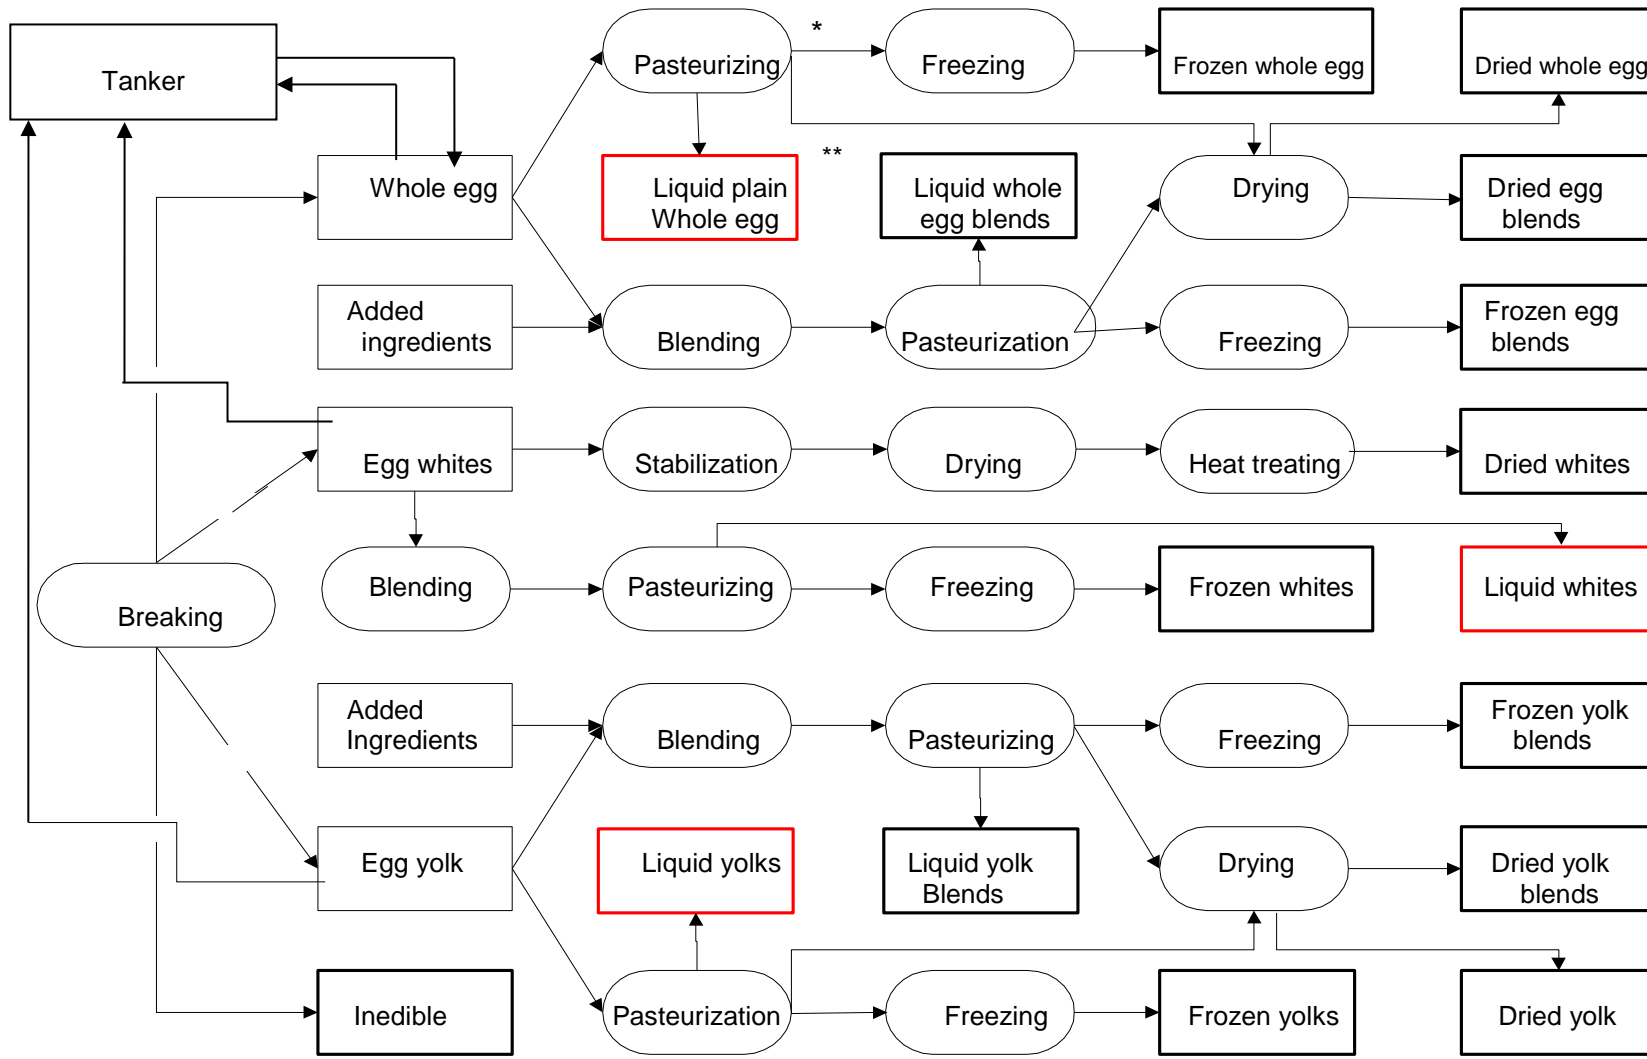 *
Pasteurizing
Freezing
Frozen whole egg
Dried whole egg
Tanker
**
Whole egg
Liquid plain
Whole egg
Liquid whole
egg blends
Drying
Dried egg
blends
Added
ingredients
Blending
Pasteurization
Freezing
Frozen egg
blends
Egg whites
Stabilization
Drying
Heat treating
Dried whites
Breaking
Blending
Pasteurizing
Freezing
Frozen whites
Liquid whites
Added
Ingredients
Blending
Pasteurizing
Freezing
Frozen yolk
blends
Egg yolk
Liquid yolks
Liquid yolk
Blends
Drying
Dried yolk
blends
Inedible
Pasteurization
Freezing
Frozen yolks
Dried yolk